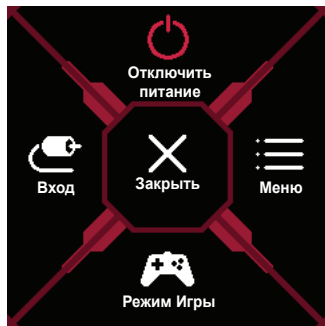 Отключить
питание
Вход
Закрыть
Меню
Режим Игры